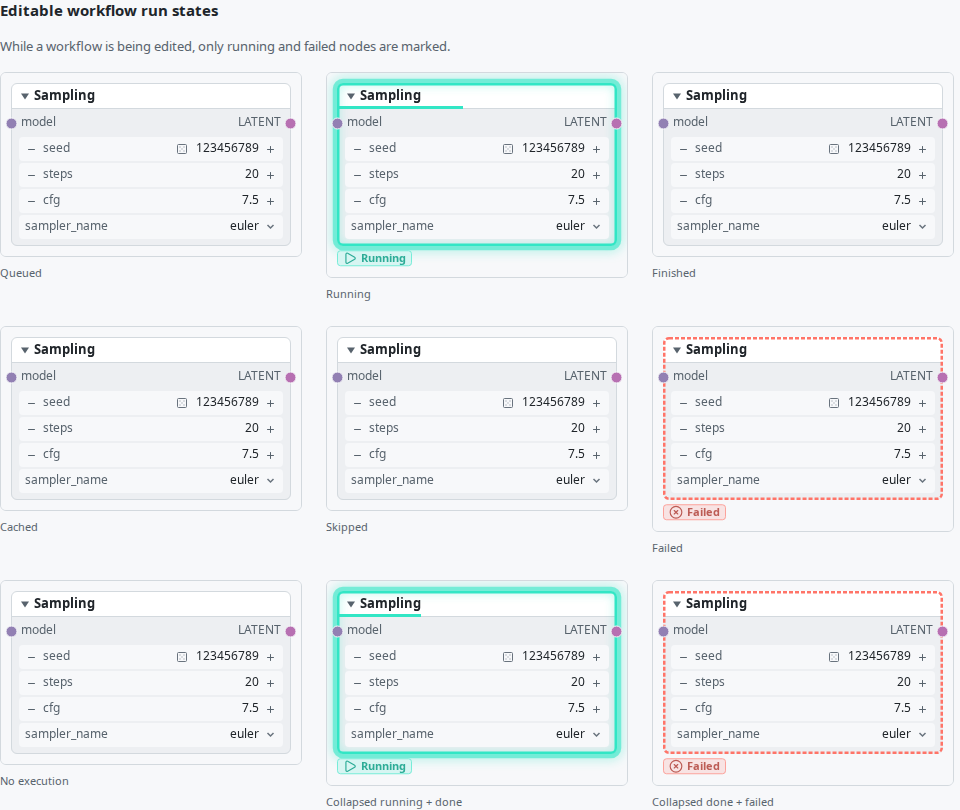 Editable workflow run states
While a workflow is being edited, only running and failed nodes are marked.
Sampling
model LATENT
– seed 123456789 +
– steps 20 +
– cfg 7.5 +
sampler_name euler
Queued
Sampling
model LATENT
– seed 123456789 +
– steps 20 +
– cfg 7.5 +
sampler_name euler
Running
Running
Sampling
model LATENT
– seed 123456789 +
– steps 20 +
– cfg 7.5 +
sampler_name euler
Finished
Sampling
model LATENT
– seed 123456789 +
– steps 20 +
– cfg 7.5 +
sampler_name euler
Cached
Sampling
model LATENT
– seed 123456789 +
– steps 20 +
– cfg 7.5 +
sampler_name euler
Skipped
Sampling
model LATENT
– seed 123456789 +
– steps 20 +
– cfg 7.5 +
sampler_name euler
Failed
Failed
Sampling
model LATENT
– seed 123456789 +
– steps 20 +
– cfg 7.5 +
sampler_name euler
No execution
Sampling
model LATENT
– seed 123456789 +
– steps 20 +
– cfg 7.5 +
sampler_name euler
Running
Collapsed running + done
Sampling
model LATENT
– seed 123456789 +
– steps 20 +
– cfg 7.5 +
sampler_name euler
Failed
Collapsed done + failed